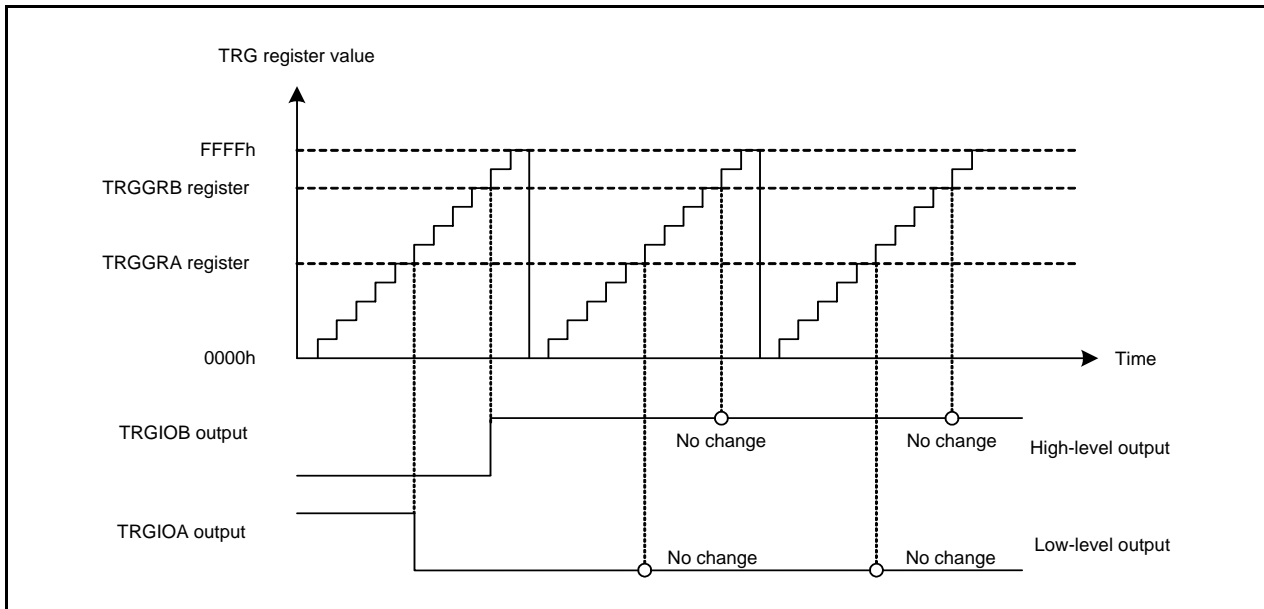 TRG register value
FFFFh
TRGGRB register
TRGGRA register
0000h
Time
TRGIOB output
No change
No change
High-level output
TRGIOA output
No change
No change
Low-level output